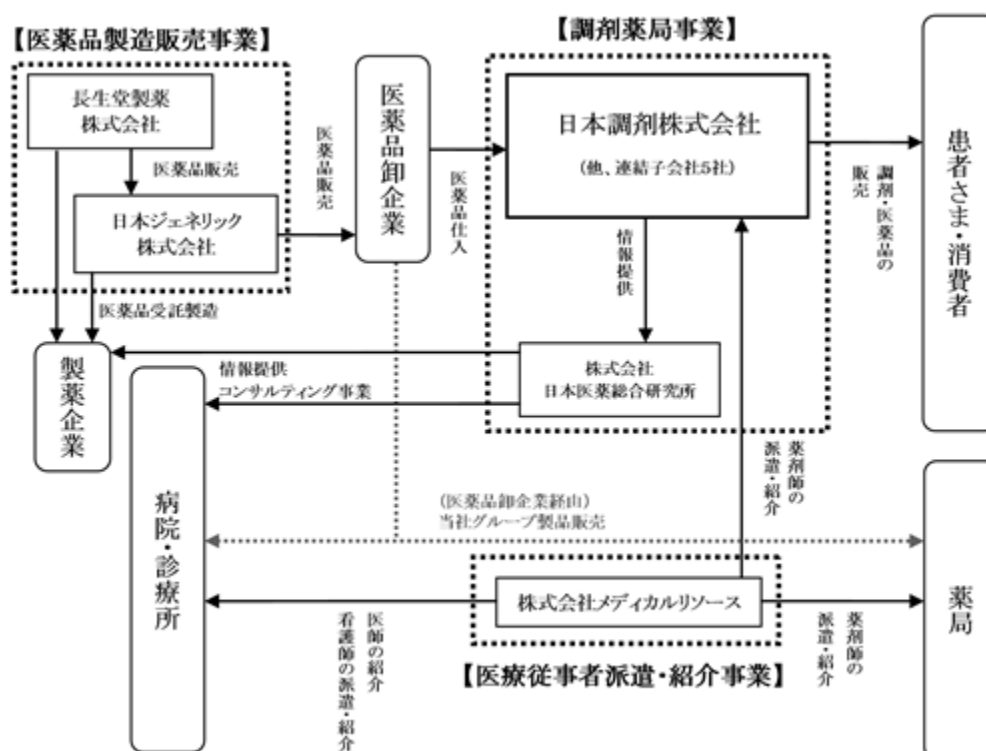 【医薬品製造販売事業】
長生堂製薬
株式会社
医薬品販売
日本ジェネリック
株式会社
医薬品受託製造
製薬企業
医薬品販売
医薬品卸企業
医薬品仕入
【調剤薬局事業】
日本調剤株式会社
(他、連結子会社5社)
情報提供
株式会社
日本医薬総合研究所
調剤・医薬品の
販売
患者さま・消費者
情報提供
コンサルティング事業
病院・診療所
薬剤師の
派遣・紹介
(医薬品卸企業経由)
当社グループ製品販売
株式会社メディカルリソース
【医療従事者派遣・紹介事業】
医師の紹介
看護師の派遣・紹介
薬剤師の
派遣・紹介
薬局